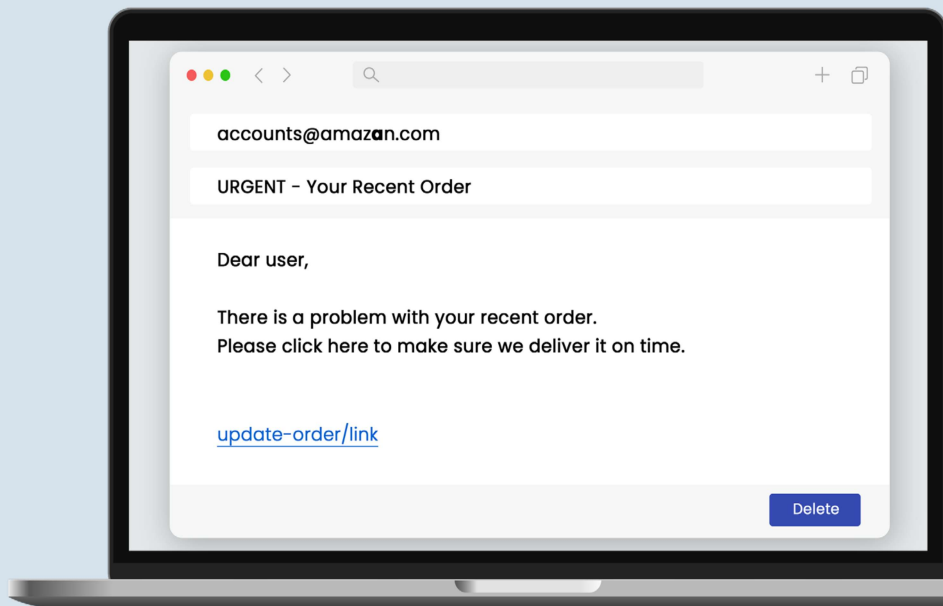 accounts@amazan.com
URGENT - Your Recent Order
Dear user,
There is a problem with your recent order.
Please click here to make sure we deliver it on time.
update-order/link
Delete